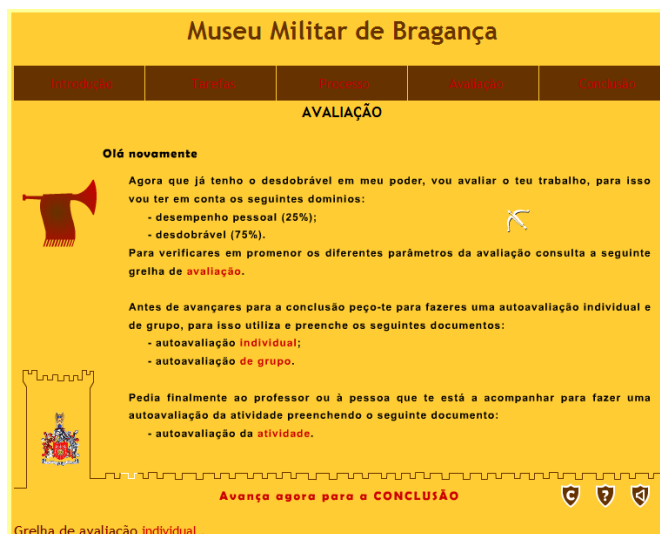 Museu Militar de Bragança
Introdução Tarefas Processo Avaliação Conclusão
AVALIAÇÃO
Olá novamente
Agora que já tenho o desdobrável em meu poder, vou avaliar o teu trabalho, para isso
vou ter em conta os seguintes dominios:
- desempenho pessoal (25%);
- desdobrável (75%).
Para verificares em promenor os diferentes parâmetros da avaliação consulta a seguinte
grelha de avaliação.
Antes de avançares para a conclusão peço-te para fazeres uma autoavaliação individual e
de grupo, para isso utiliza e preenche os seguintes documentos:
- autoavaliação individual;
- autoavaliação de grupo.
Pedia finalmente ao professor ou à pessoa que te está a acompanhar para fazer uma
autoavaliação da atividade preenchendo o seguinte documento:
- autoavaliação da atividade.
Avança agora para a CONCLUSÃO
C ?
Grelha de avaliação individual